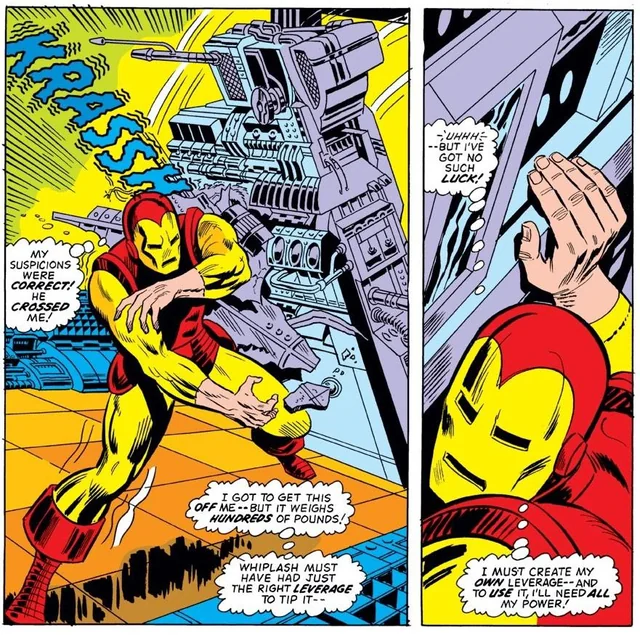 KRASSSH
MY
SUSPICIONS
WERE
CORRECT!
HE
CROSSED
ME!
I GOT TO GET THIS
OFF ME--BUT IT WEIGHS
HUNDREDS OF POUNDS!
WHIPLASH MUST
HAVE HAD JUST
THE RIGHT LEVERAGE
TO TIP IT--
-UHHH-
--BUT I'VE
GOT NO
SUCH
LUCK!
I MUST CREATE MY
OWN LEVERAGE--AND
TO USE IT, I'LL NEED ALL
MY POWER!